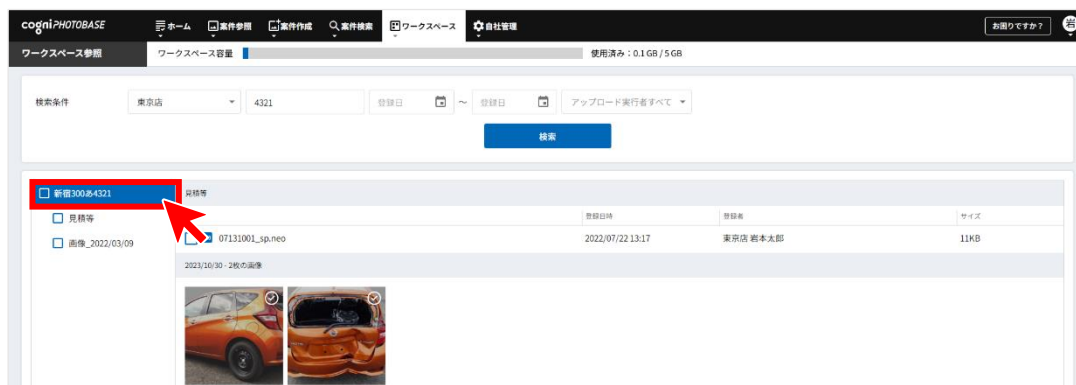 cogniPHOTOBASE ホーム 案件参照 案件作成 案件検索 ワークスペース 自社管理 お困りですか? 岩
ワークスペース参照 ワークスペース容量 使用済み:0.1 GB / 5 GB
検索条件 東京店 4321 登録日 ~ 登録日 アップロード実行者すべて
検索
新宿300あ4321 見積等
見積等 登録日時 登録者 サイズ
07131001_sp.neo 2022/07/22 13:17 東京店 岩本太郎 11KB
画像_2022/03/09
2023/10/30 - 2枚の画像